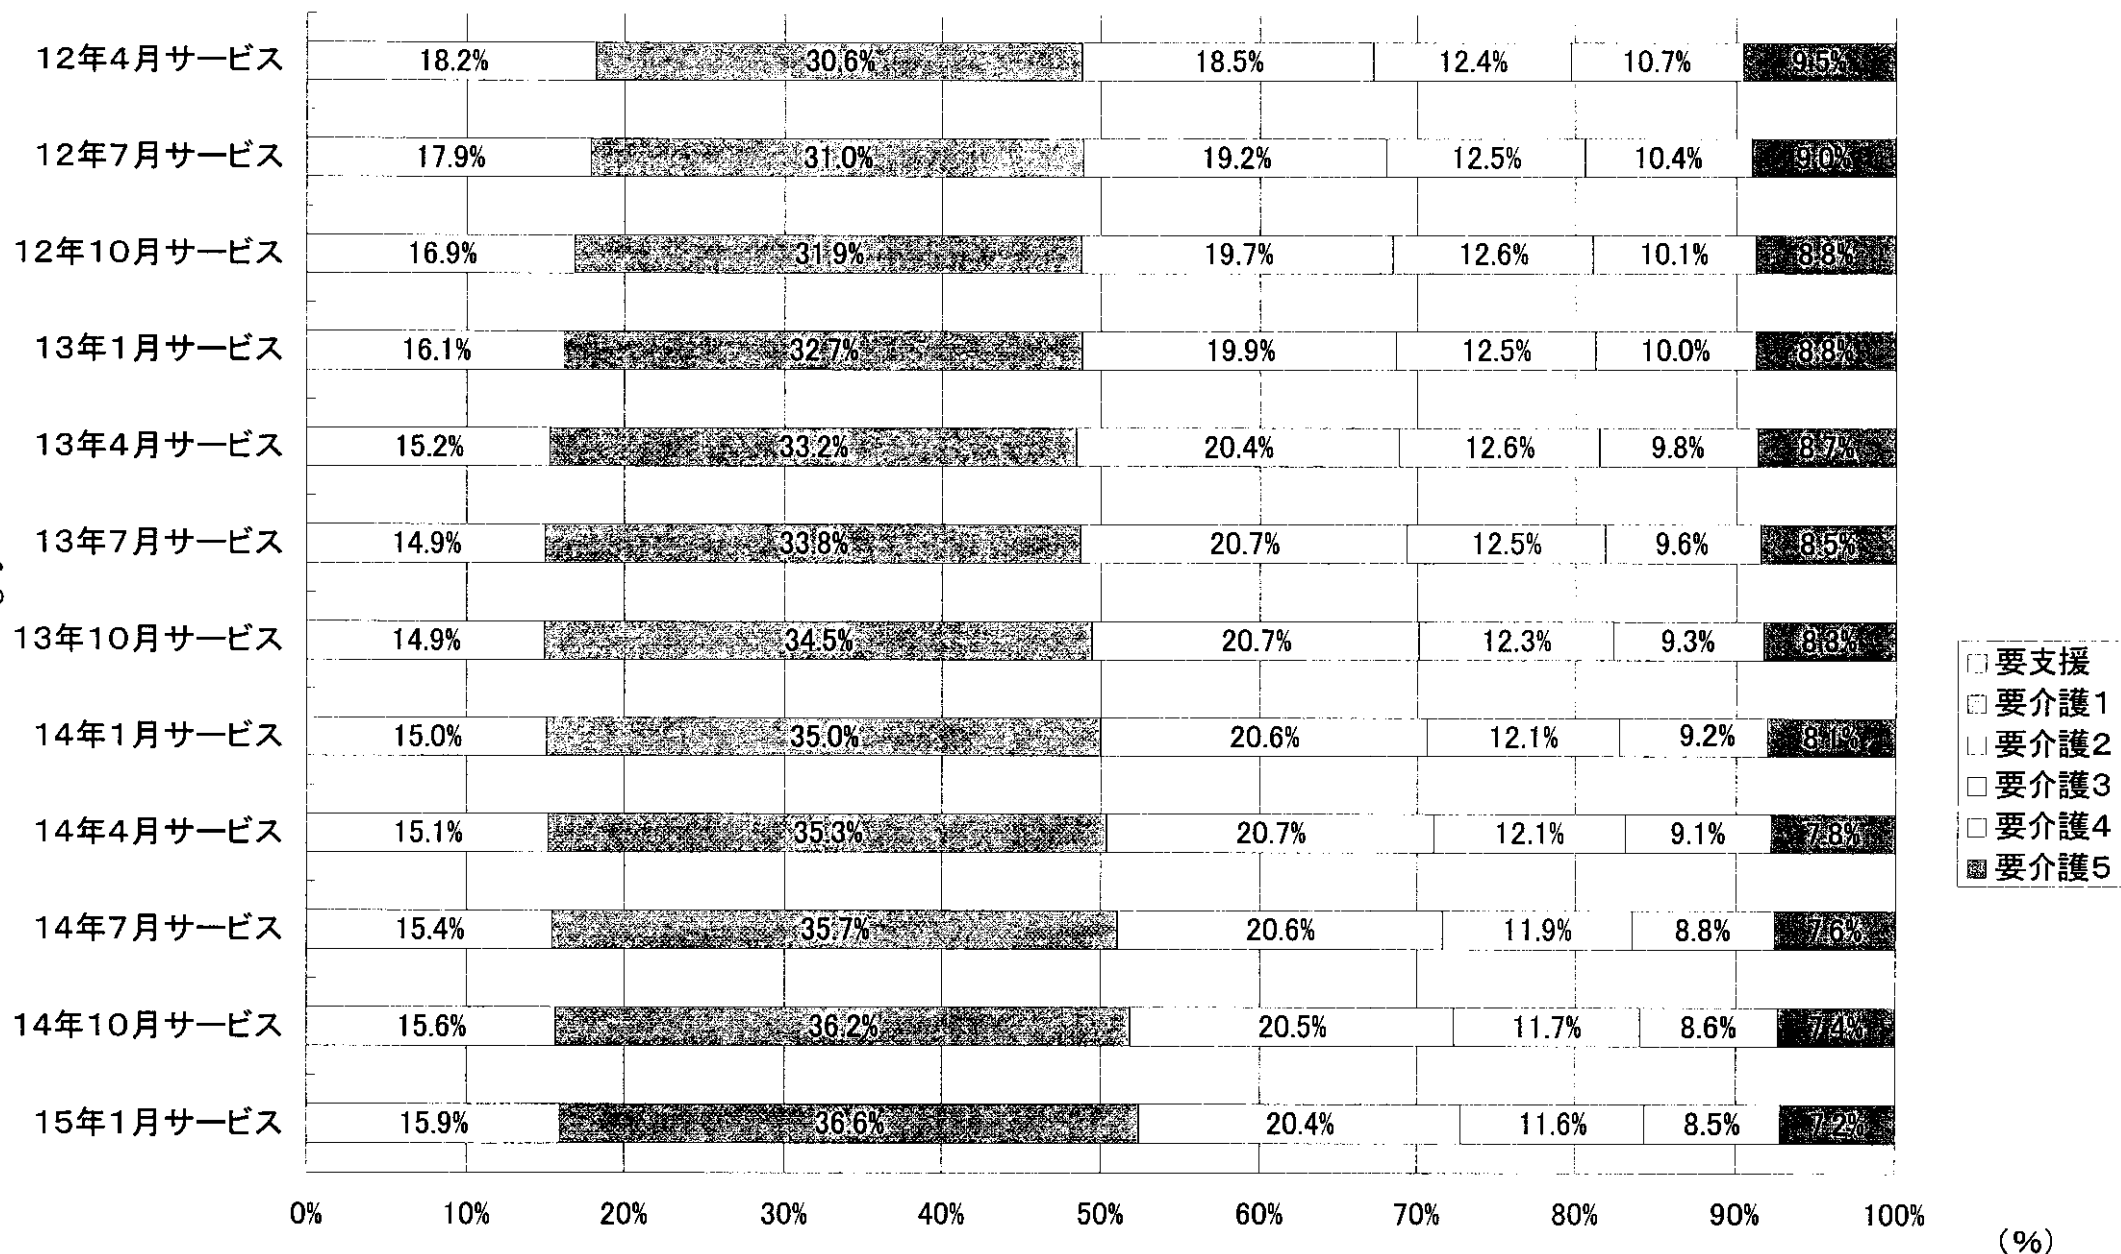 12年4月サービス 18.2% 30.6% 18.5% 12.4% 10.7% 9.5%
12年7月サービス 17.9% 31.0% 19.2% 12.5% 10.4% 9.0%
12年10月サービス 16.9% 31.9% 19.7% 12.6% 10.1% 8.8%
13年1月サービス 16.1% 32.7% 19.9% 12.5% 10.0% 8.8%
13年4月サービス 15.2% 33.2% 20.4% 12.6% 9.8% 8.7%
13年7月サービス 14.9% 33.8% 20.7% 12.5% 9.6% 8.5%
13年10月サービス 14.9% 34.5% 20.7% 12.3% 9.3% 8.3%
14年1月サービス 15.0% 35.0% 20.6% 12.1% 9.2% 8.1%
14年4月サービス 15.1% 35.3% 20.7% 12.1% 9.1% 7.8%
14年7月サービス 15.4% 35.7% 20.6% 11.9% 8.8% 7.6%
14年10月サービス 15.6% 36.2% 20.5% 11.7% 8.6% 7.4%
15年1月サービス 15.9% 36.6% 20.4% 11.6% 8.5% 7.2%
0% 10% 20% 30% 40% 50% 60% 70% 80% 90% 100%
(%)
要支援
要介護1
要介護2
要介護3
要介護4
要介護5